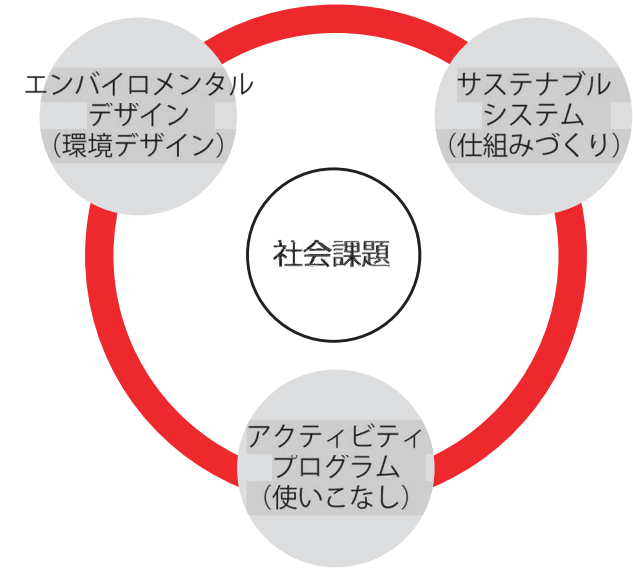 エンバイロメンタル
デザイン
（環境デザイン）
サステナブル
システム
（仕組みづくり）
社会課題
アクティビティ
プログラム
（使いこなし）